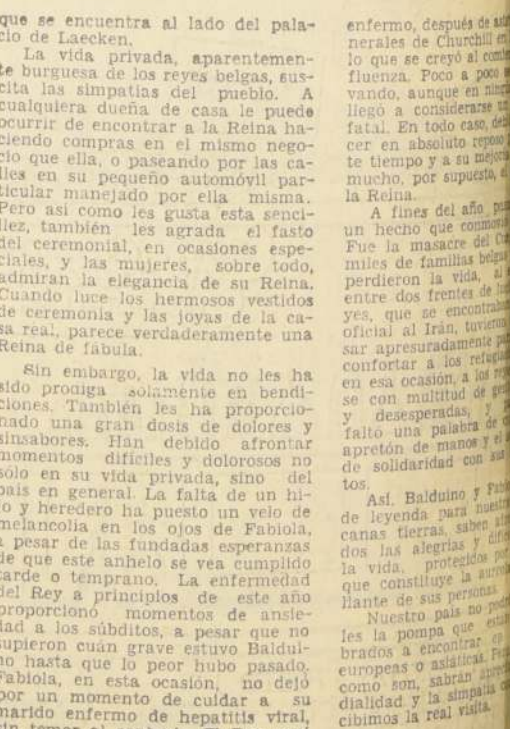 que se encuentra al lado del pala-
cio de Laecken.
La vida privada, aparentemen-
te burguesa de los reyes belgas, sus-
cita las simpatías del pueblo. A
cualquiera dueña de casa le puede
ocurrir de encontrar a la Reina ha-
ciendo compras en el mismo nego-
cio que ella, o paseando por las ca-
lles en su pequeño automóvil par-
ticular manejado por ella misma.
Pero así como les gusta esta senci-
llez, también les agrada el fasto
del ceremonial, en ocasiones espe-
ciales, y las mujeres, sobre todo,
admiran la elegancia de su Reina.
Cuando luce los hermosos vestidos
de ceremonia y las joyas de la ca-
sa real, parece verdaderamente una
Reina de fábula.
Sin embargo, la vida no les ha
sido prodiga solamente en bendi-
ciones. También les ha proporcio-
nado una gran dosis de dolores y
sinsabores. Han debido afrontar
momentos difíciles y dolorosos no
sólo en su vida privada, sino del
país en general. La falta de un hi-
jo y heredero ha puesto un velo de
melancolía en los ojos de Fabiola,
a pesar de las fundadas esperanzas
de que este anhelo se vea cumplido
tarde o temprano. La enfermedad
del Rey a principios de este año
proporcionó momentos de ansie-
dad a los súbditos, a pesar que no
supieron cuán grave estuvo Baldui-
no hasta que lo peor hubo pasado.
Fabiola, en esta ocasión, no dejó
por un momento de cuidar a su
marido enfermo de hepatitis viral,
enfermo, después de
nerales de Churchill en
lo que se creyó al
fluenza. Poco a poco se
vando, aunque en
llegó a considerarse
fatal. En todo caso,
cer en absoluto reposo
te tiempo y a su mejoría
mucho, por supuesto, el
la Reina.
A fines del año
un hecho que
Fue la masacre del
miles de familias belgas
perdieron la vida, al
entre dos frentes de
yes, que se encontraban
oficial al Irán, tuvieron
sar apresuradamente
confortar a los
en esa ocasión, a los
se con multitud de
y desesperadas, y
faltó una palabra de
apretón de manos y el
de solidaridad con sus
tos.
Así, Balduino y
de leyenda para
canas tierras, saben
dos las alegrías y
la vida, protegidos por
que constituye la
llante de sus personas.
Nuestro país no
les la pompa que
brados a encontrar en
europeas o asiáticas.
como son, sabrán
dialidad y la simpatía
cibimos la real visita.